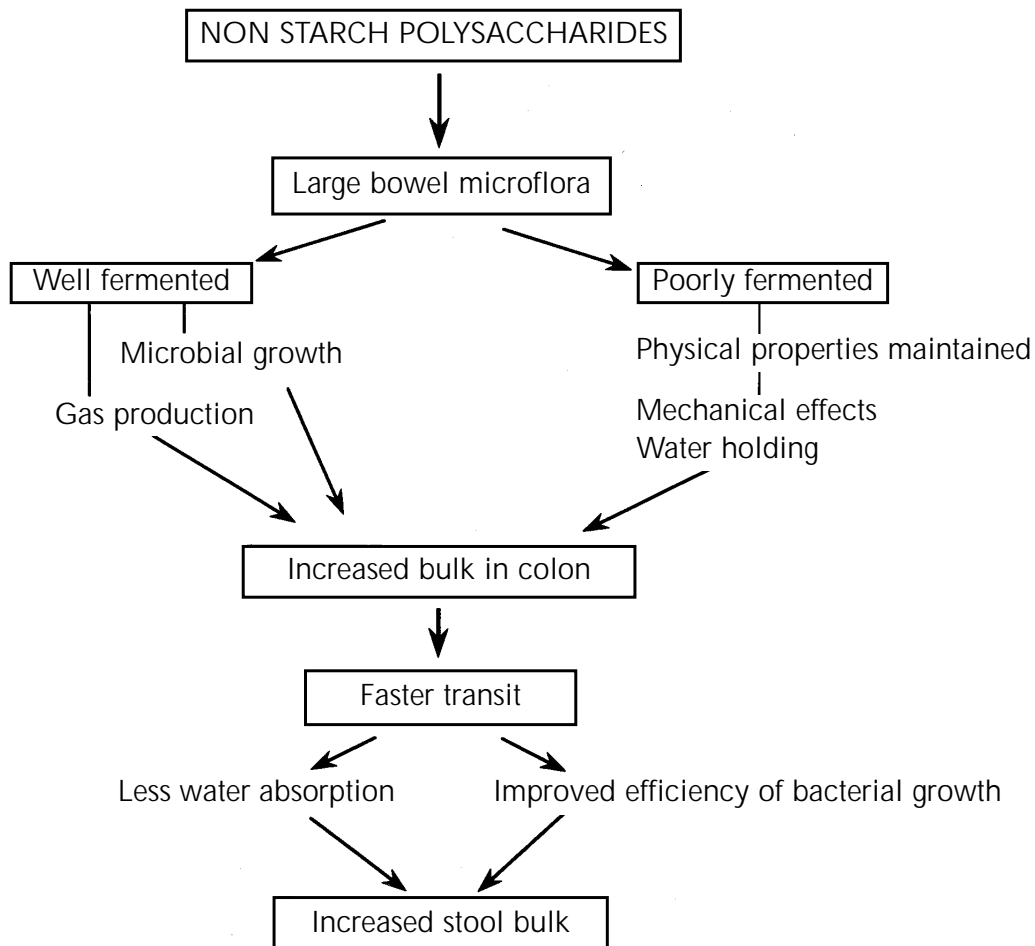 NON STARCH POLYSACCHARIDES
Large bowel microflora
Well fermented
Poorly fermented
Microbial growth
Physical properties maintained
Gas production
Mechanical effects
Water holding
Increased bulk in colon
Faster transit
Less water absorption
Improved efficiency of bacterial growth
Increased stool bulk